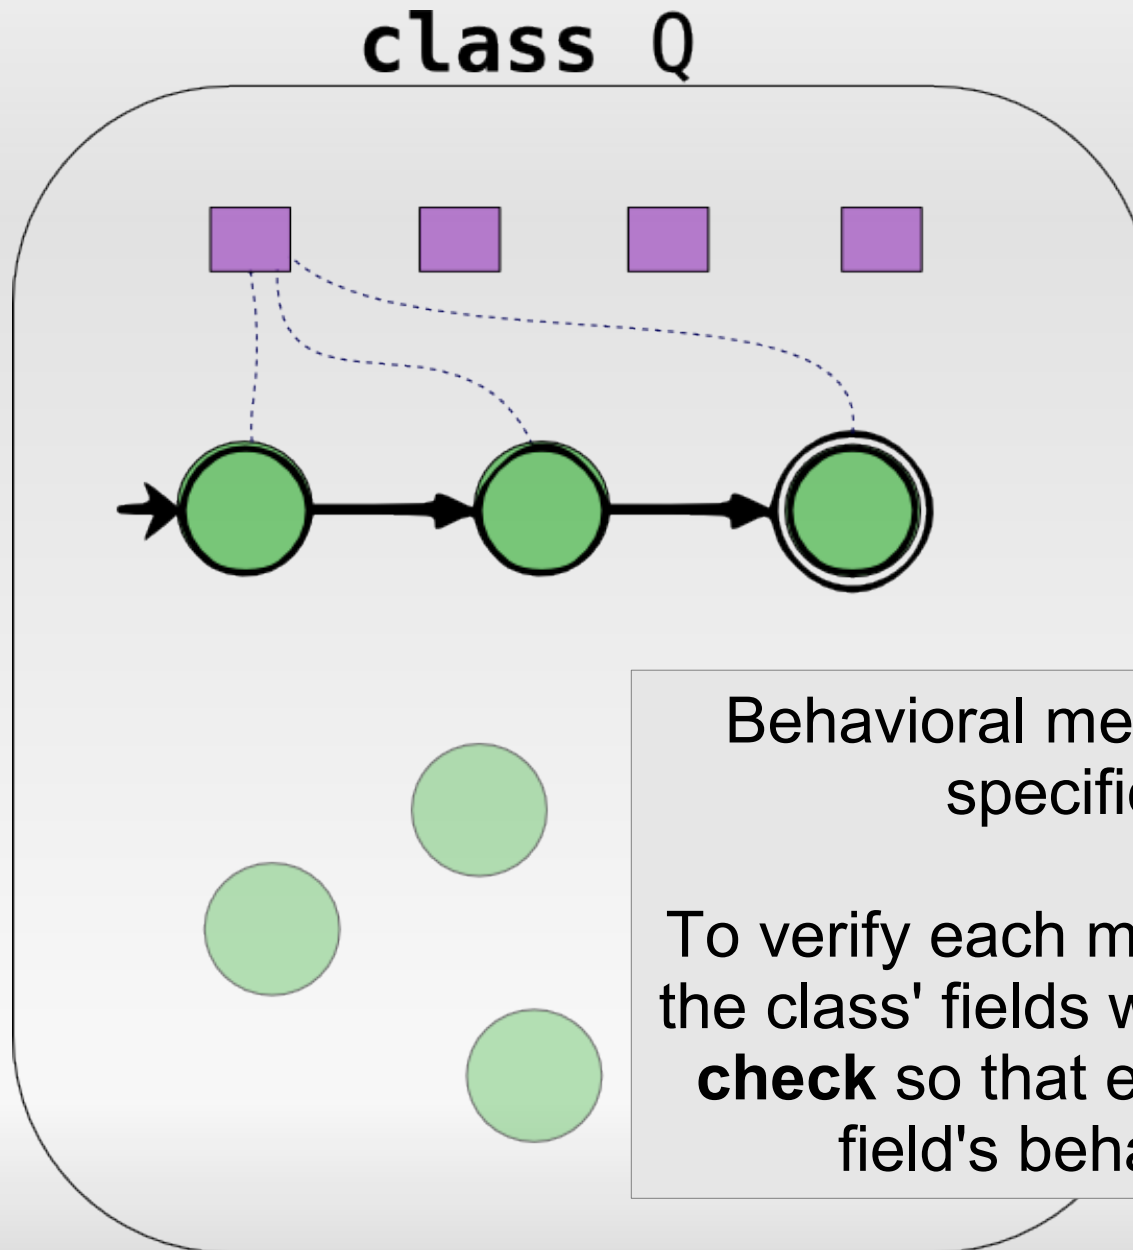 class Q
Behavioral me
specifi
To verify each m
the class' fields w
check so that e
field's beha